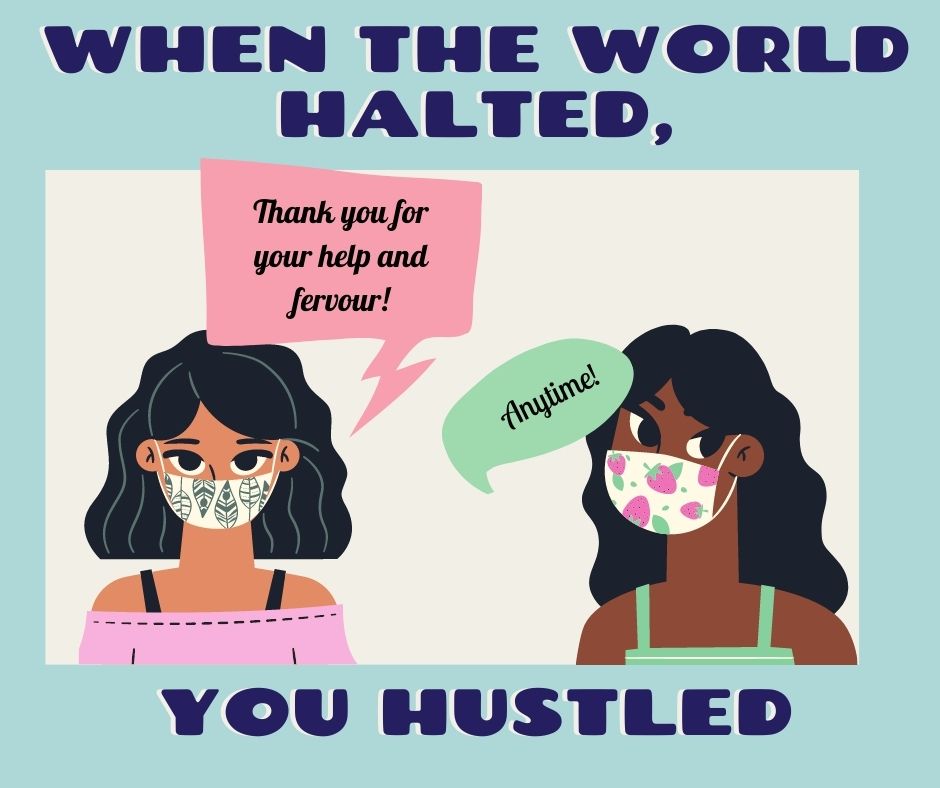 WHEN THE WORLD
HALTED,
Thank you for
your help and
fervour!
Anytime!
YOU HUSTLED